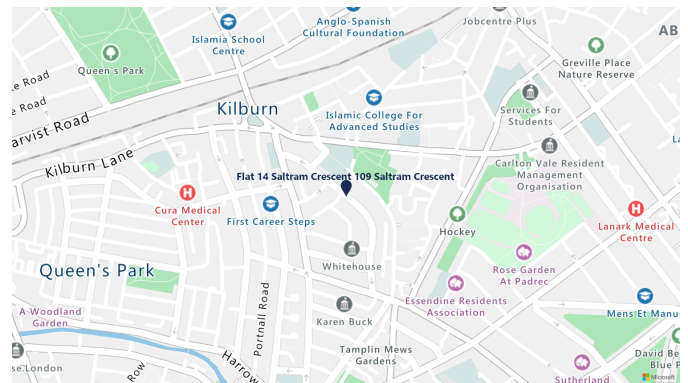 Jobcentre Plus
Anglo-Spanish
Cultural Foundation
AB
Islamia School
Centre
Greville Place
Nature Reserve
Queen's Park
e Road
e Road
Kilburn
Islamic College For
Advanced Studies
Services For
Students
arvist Road
Kilburn Lane
Carlton Vale Resident
Management
Organisation
Flat 14 Saltram Crescent 109 Saltram Crescent
Cura Medical
Center
First Career Steps
Hockey
Lanark Medical
Centre
Whitehouse
Queen's Park
Rose Garden
At Padrec
Essendine Residents
Association
Portnall Road
A Woodland
Garden
Karen Buck
Mens Et Manu
Tamplin Mews
Gardens
se.London
Row
Harrow
David Be
Blue P
Sutherland
Microsoft